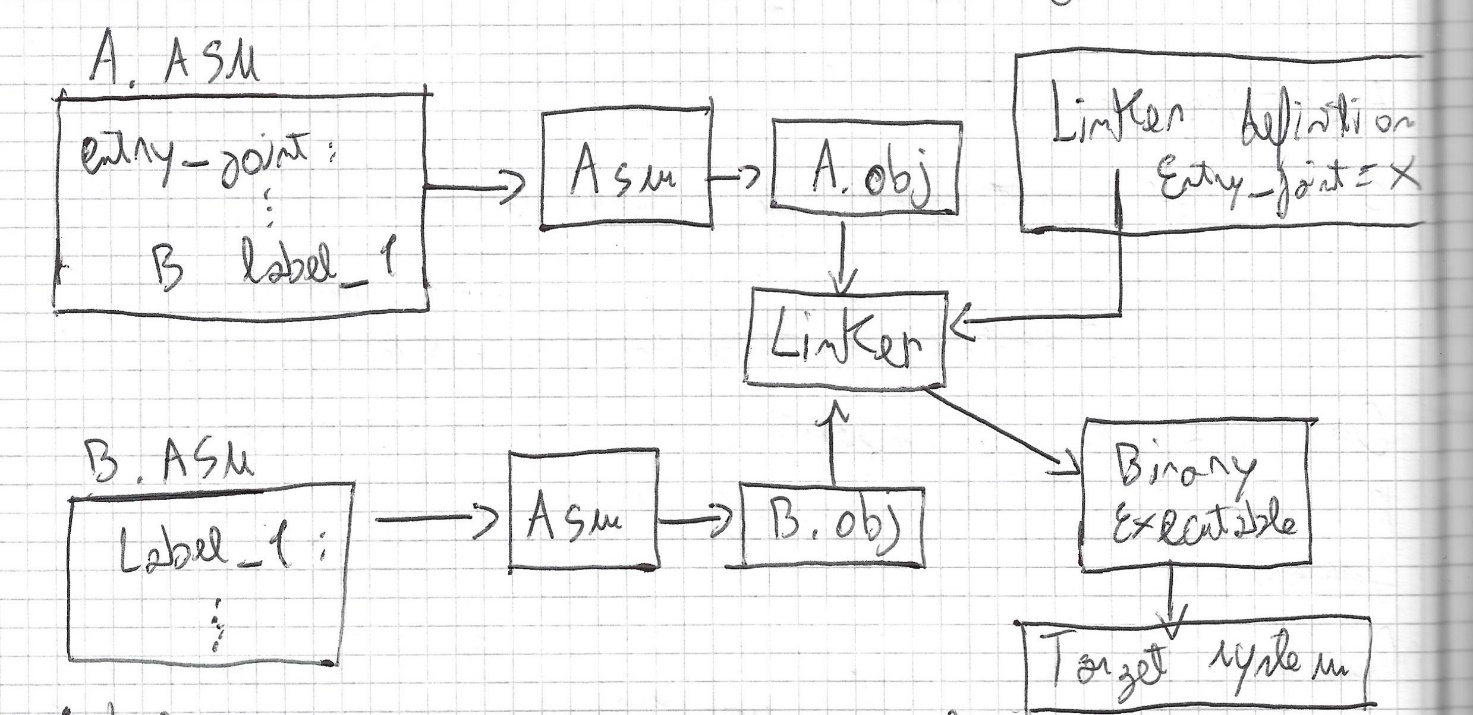 A. ASM
entry_point:
⋮
B label_1
Asm
A.obj
Linker definition
Entry_point = X
Linker
B. ASM
Label_1:
⋮
Asm
B.obj
Binary
Executable
Target system